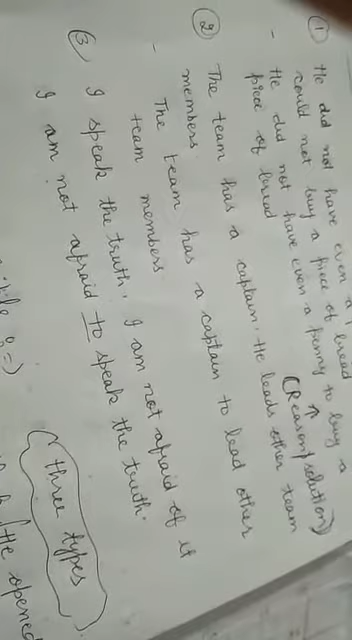 ① He did not have even a
could not buy a piece of bread
- He did not have even a penny to buy a
piece of bread
(Reason/solution)
② The team has a captain. He leads other team
members.
- The team has a captain to lead other
team members
③ I speak the truth. I am not afraid of it
I am not afraid to speak the truth.
(three types)
He opened